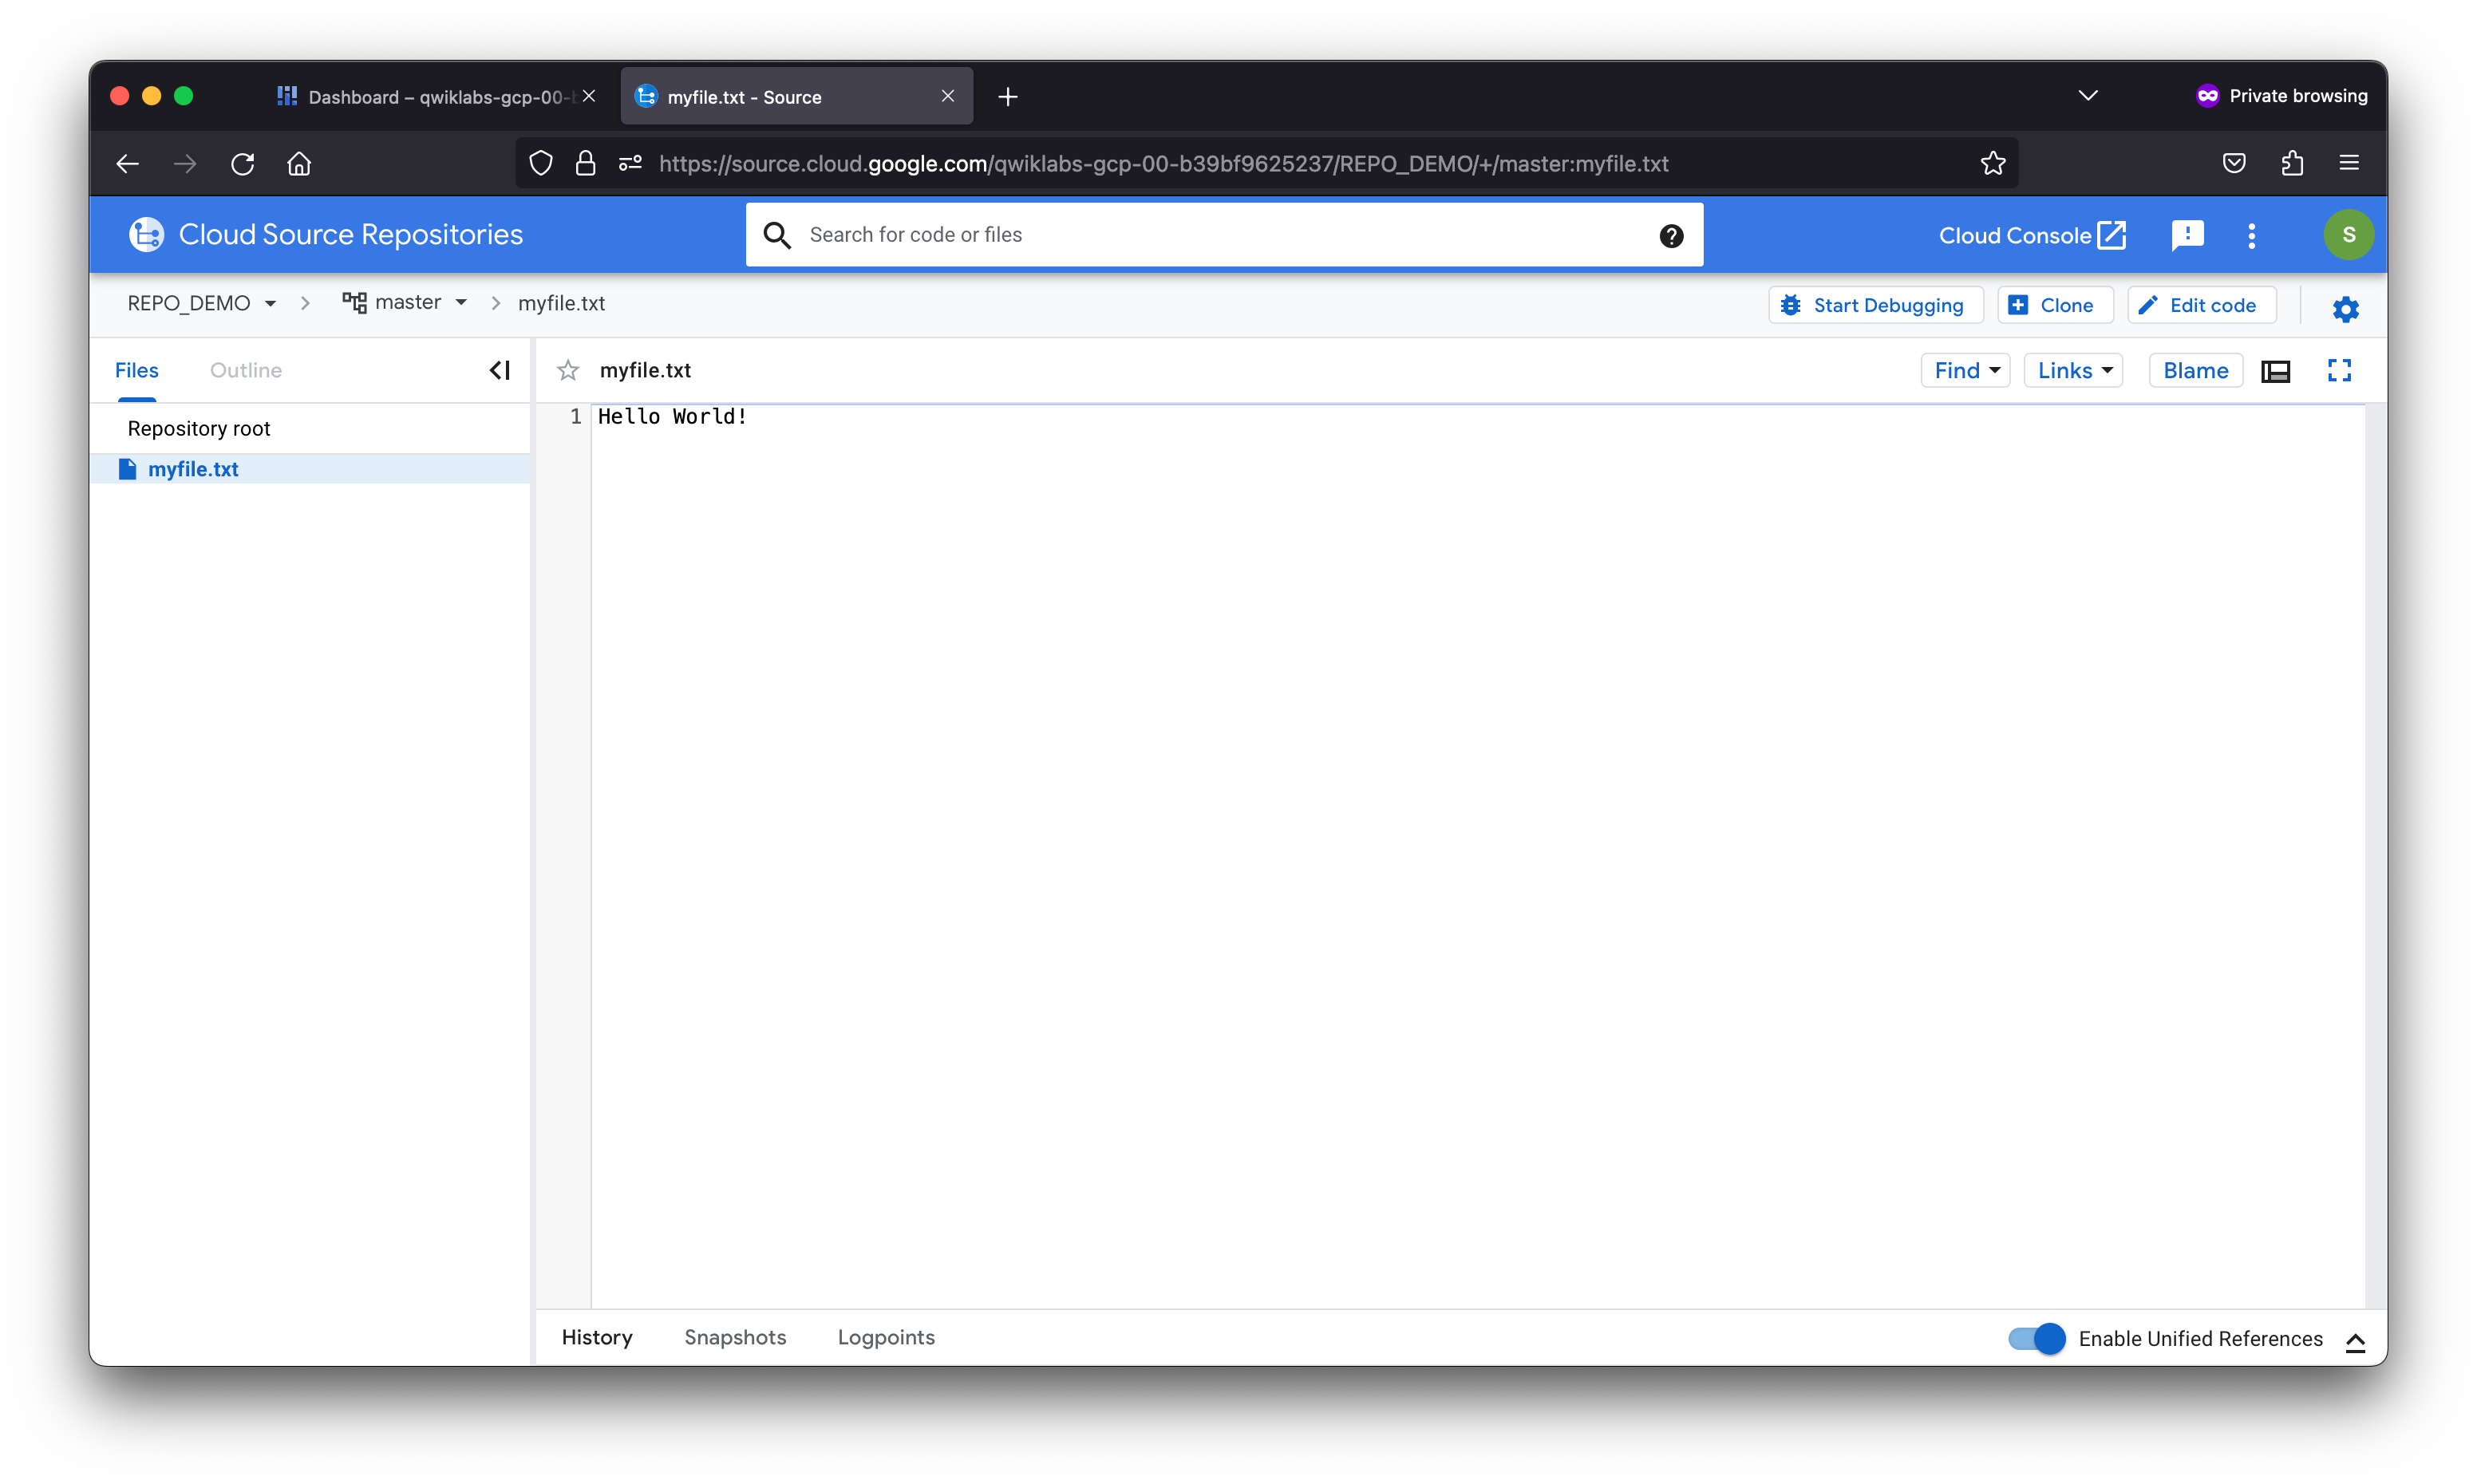 Dashboard – qwiklabs-gcp-00-
myfile.txt - Source
Private browsing
https://source.cloud.google.com/qwiklabs-gcp-00-b39bf9625237/REPO_DEMO/+/master:myfile.txt
Cloud Source Repositories
Search for code or files
Cloud Console
S
REPO_DEMO
master
myfile.txt
Start Debugging
Clone
Edit code
Files
Outline
myfile.txt
Find
Links
Blame
Repository root
myfile.txt
1 Hello World!
History
Snapshots
Logpoints
Enable Unified References